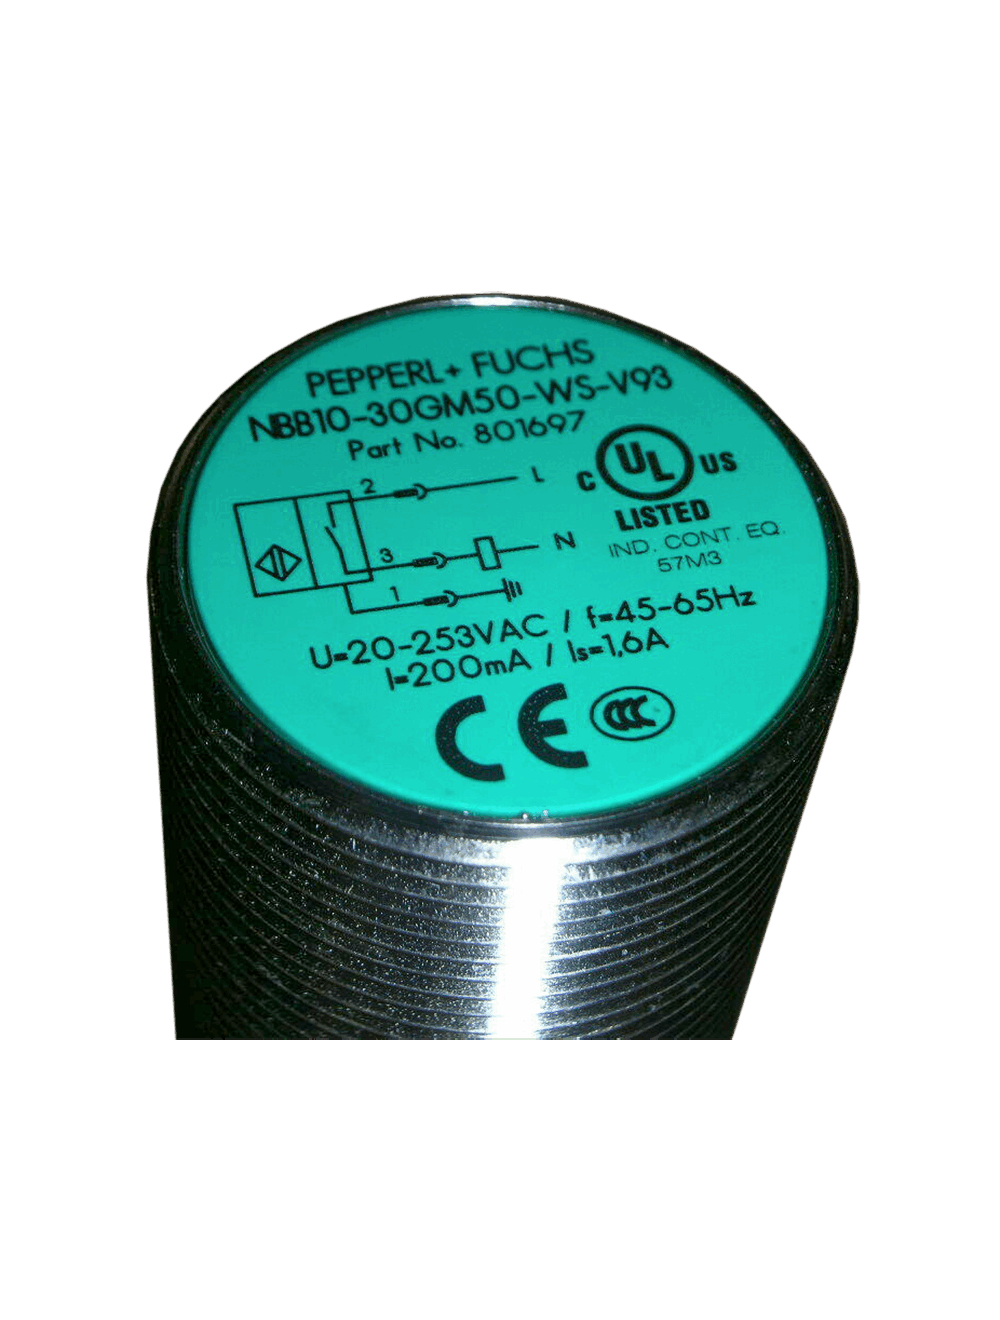 PEPPERL+ FUCHS
NBB10-30GM50-WS-V93
Part No. 801697
2 L
3 N
1
C UL US
LISTED
IND. CONT. EQ.
57M3
U=20-253VAC / f=45-65Hz
I=200mA / Is=1,6A
CE CCC